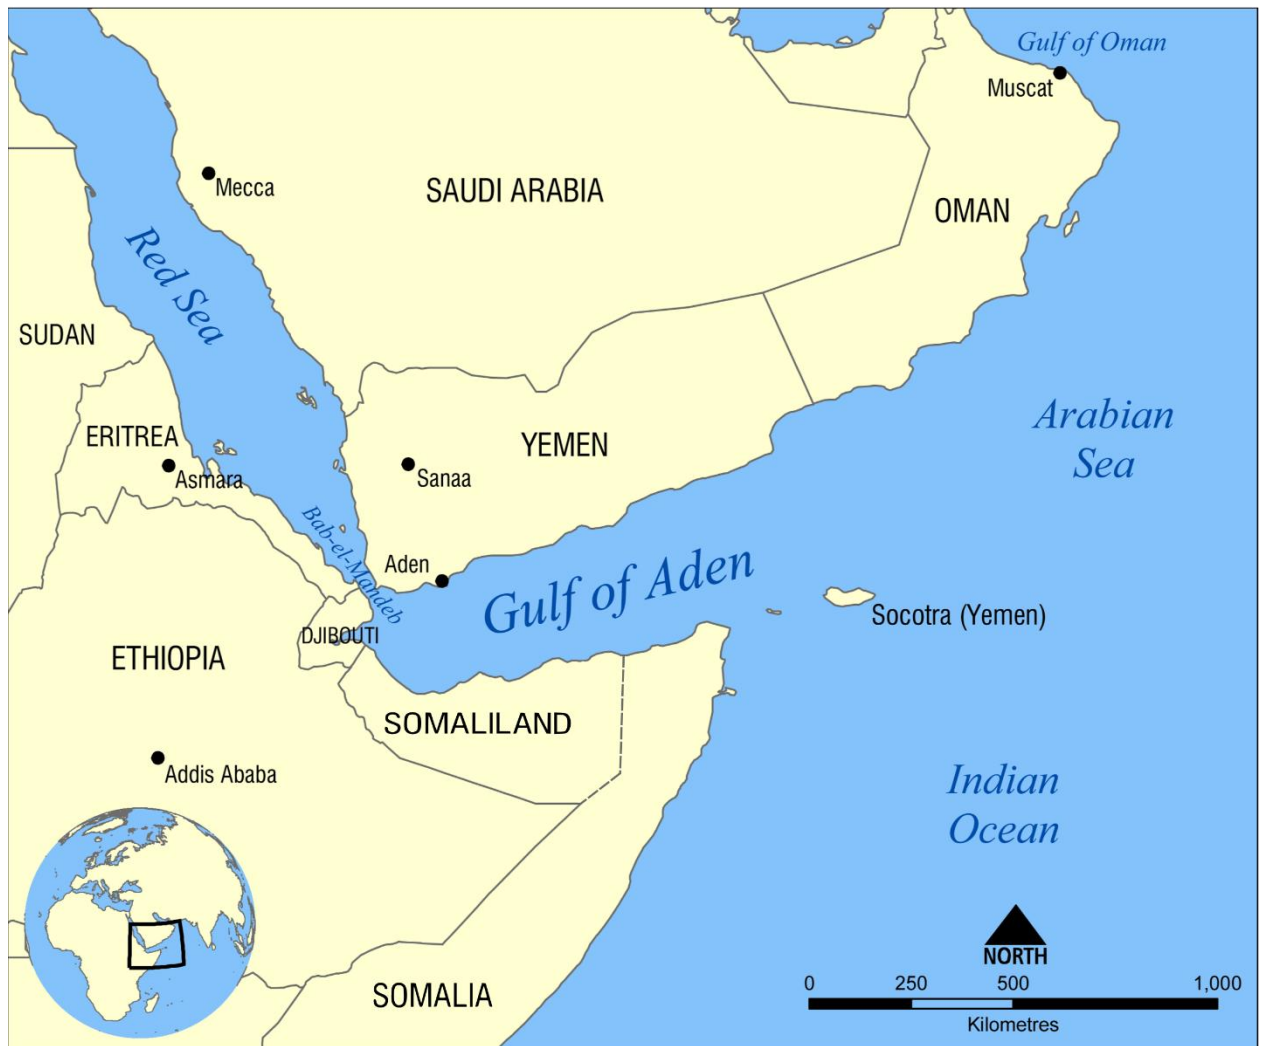 Gulf of Oman
Muscat
Mecca
SAUDI ARABIA
OMAN
Red Sea
SUDAN
Arabian
Sea
ERITREA
YEMEN
Asmara
Sanaa
Bab-el-Mandeb
Aden
Gulf of Aden
Socotra (Yemen)
DJIBOUTI
ETHIOPIA
SOMALILAND
Addis Ababa
Indian
Ocean
NORTH
0 250 500 1,000
Kilometres
SOMALIA